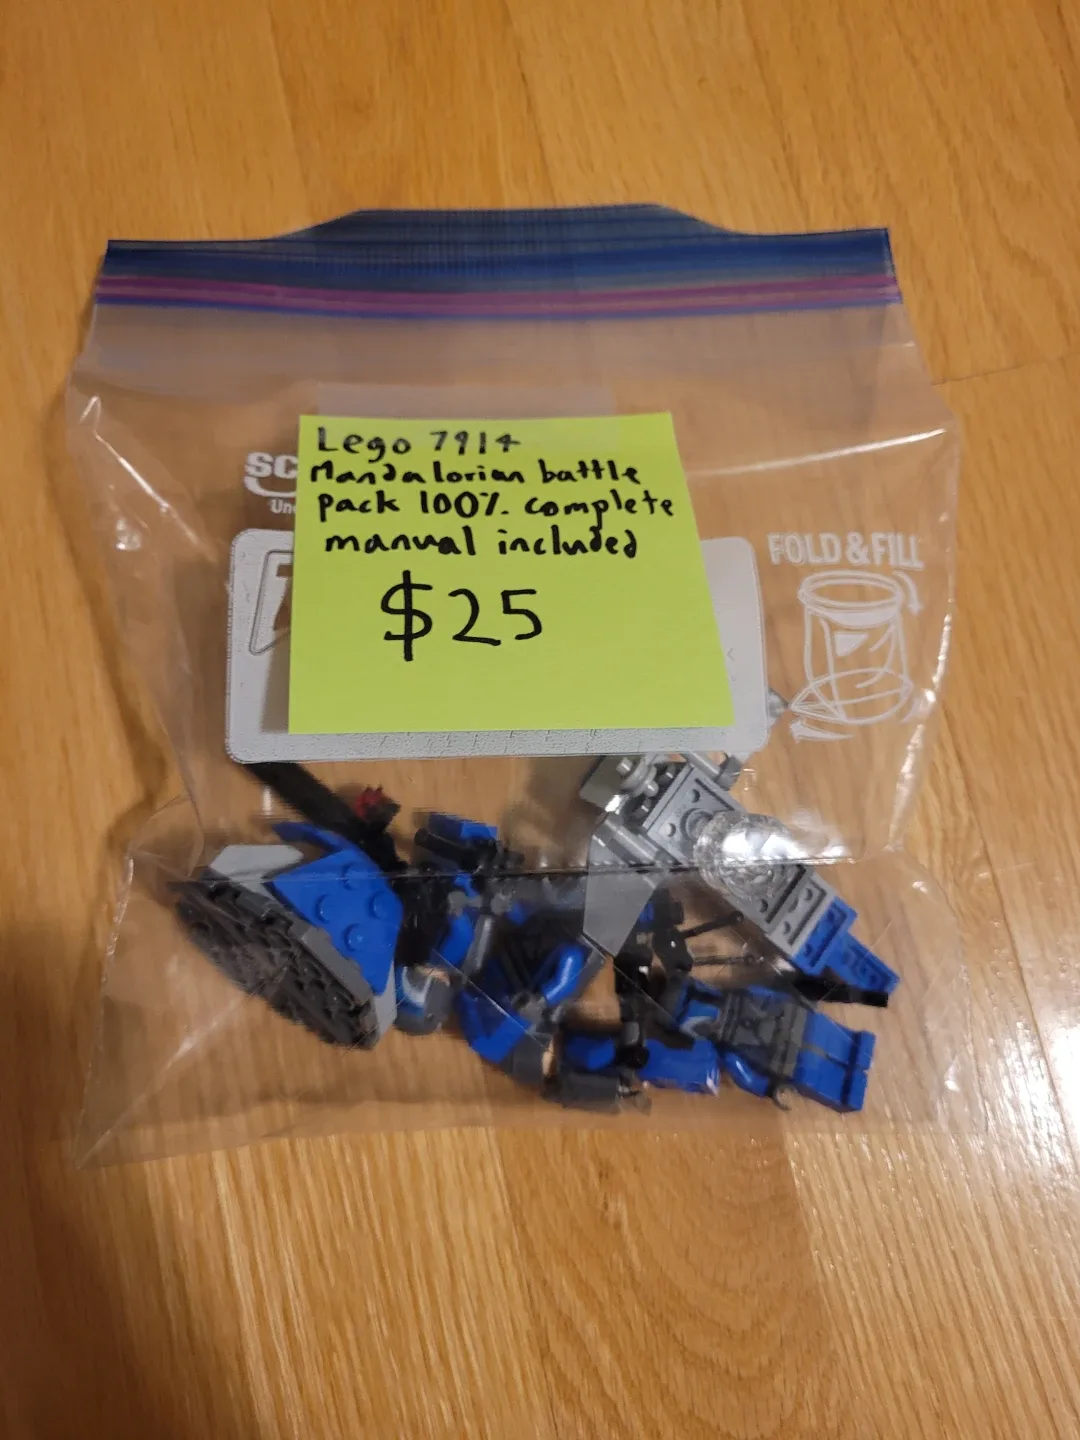 Lego 7914
Mandalorian battle
pack 100% complete
manual included
$25
FOLD & FILL